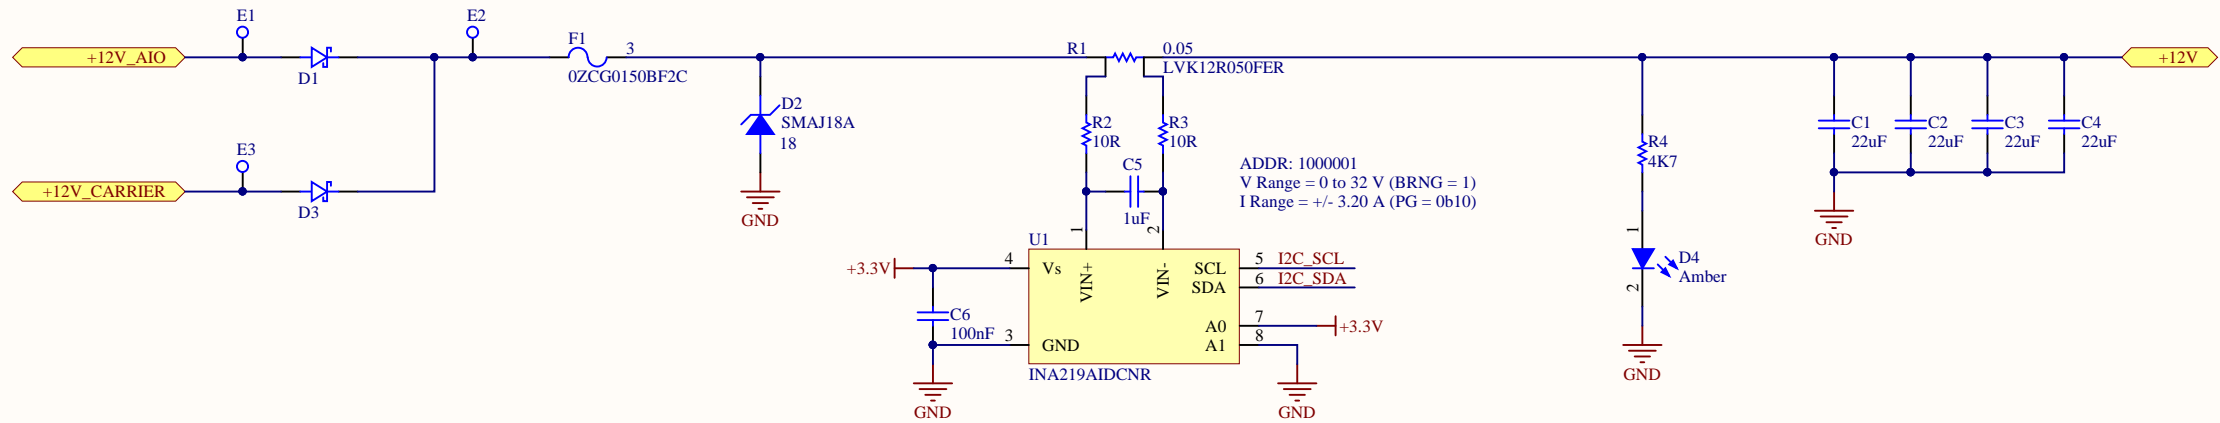 E1
E2
+12V_AIO
D1
F1
3
0ZCG0150BF2C
R1
0.05
LVK12R050FER
+12V
E3
+12V_CARRIER
D3
D2
SMAJ18A
18
GND
R2
10R
R3
10R
C5
1uF
ADDR: 1000001
V Range = 0 to 32 V (BRNG = 1)
I Range = +/- 3.20 A (PG = 0b10)
R4
4K7
1
D4
Amber
2
GND
C1
22uF
C2
22uF
C3
22uF
C4
22uF
GND
U1
1
2
+3.3V
4
Vs
VIN+
VIN-
SCL
5
I2C_SCL
SDA
6
I2C_SDA
C6
100nF
3
GND
A0
7
+3.3V
A1
8
INA219AIDCNR
GND
GND